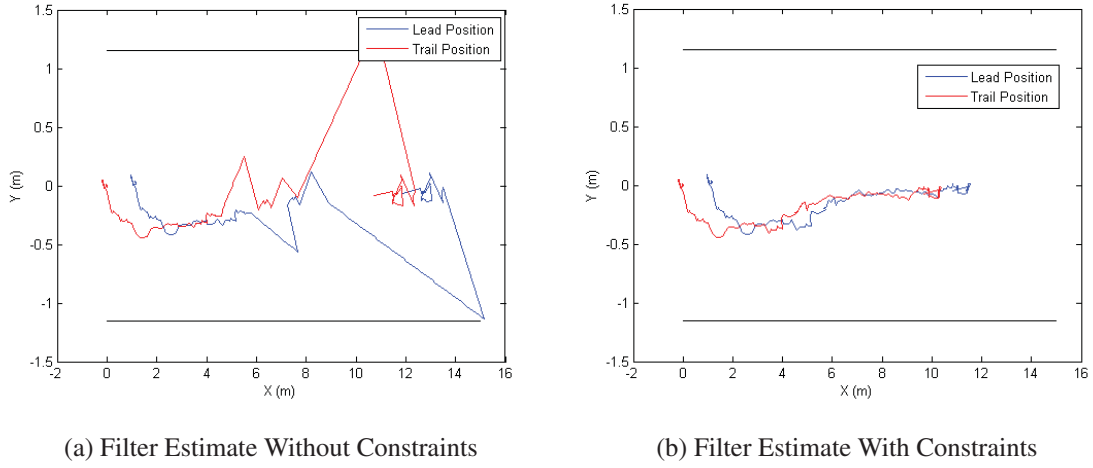 1.5
1
0.5
0
-0.5
-1
-1.5
Y (m)
-2 0 2 4 6 8 10 12 14 16
X (m)
Lead Position
Trail Position
(a) Filter Estimate Without Constraints
1.5
1
0.5
0
-0.5
-1
-1.5
Y (m)
-2 0 2 4 6 8 10 12 14 16
X (m)
Lead Position
Trail Position
(b) Filter Estimate With Constraints